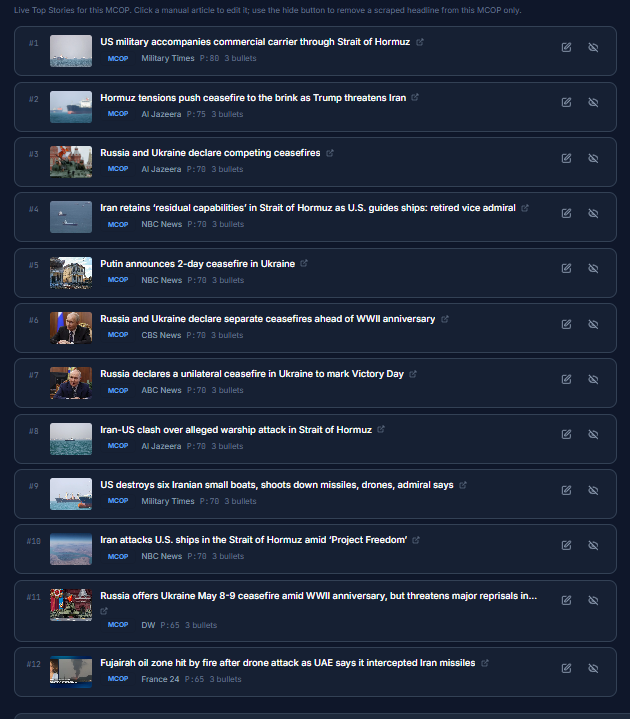 Live Top Stories for this MCOP. Click a manual article to edit it; use the hide button to remove a scraped headline from this MCOP only.
#1
US military accompanies commercial carrier through Strait of Hormuz
MCOP Military Times P:80 3 bullets
#2
Hormuz tensions push ceasefire to the brink as Trump threatens Iran
MCOP Al Jazeera P:75 3 bullets
#3
Russia and Ukraine declare competing ceasefires
MCOP Al Jazeera P:70 3 bullets
#4
Iran retains ‘residual capabilities’ in Strait of Hormuz as U.S. guides ships: retired vice admiral
MCOP NBC News P:70 3 bullets
#5
Putin announces 2-day ceasefire in Ukraine
MCOP NBC News P:70 3 bullets
#6
Russia and Ukraine declare separate ceasefires ahead of WWII anniversary
MCOP CBS News P:70 3 bullets
#7
Russia declares a unilateral ceasefire in Ukraine to mark Victory Day
MCOP ABC News P:70 3 bullets
#8
Iran-US clash over alleged warship attack in Strait of Hormuz
MCOP Al Jazeera P:70 3 bullets
#9
US destroys six Iranian small boats, shoots down missiles, drones, admiral says
MCOP Military Times P:70 3 bullets
#10
Iran attacks U.S. ships in the Strait of Hormuz amid ‘Project Freedom’
MCOP NBC News P:70 3 bullets
#11
Russia offers Ukraine May 8-9 ceasefire amid WWII anniversary, but threatens major reprisals in...
MCOP DW P:65 3 bullets
#12
Fujairah oil zone hit by fire after drone attack as UAE says it intercepted Iran missiles
MCOP France 24 P:65 3 bullets